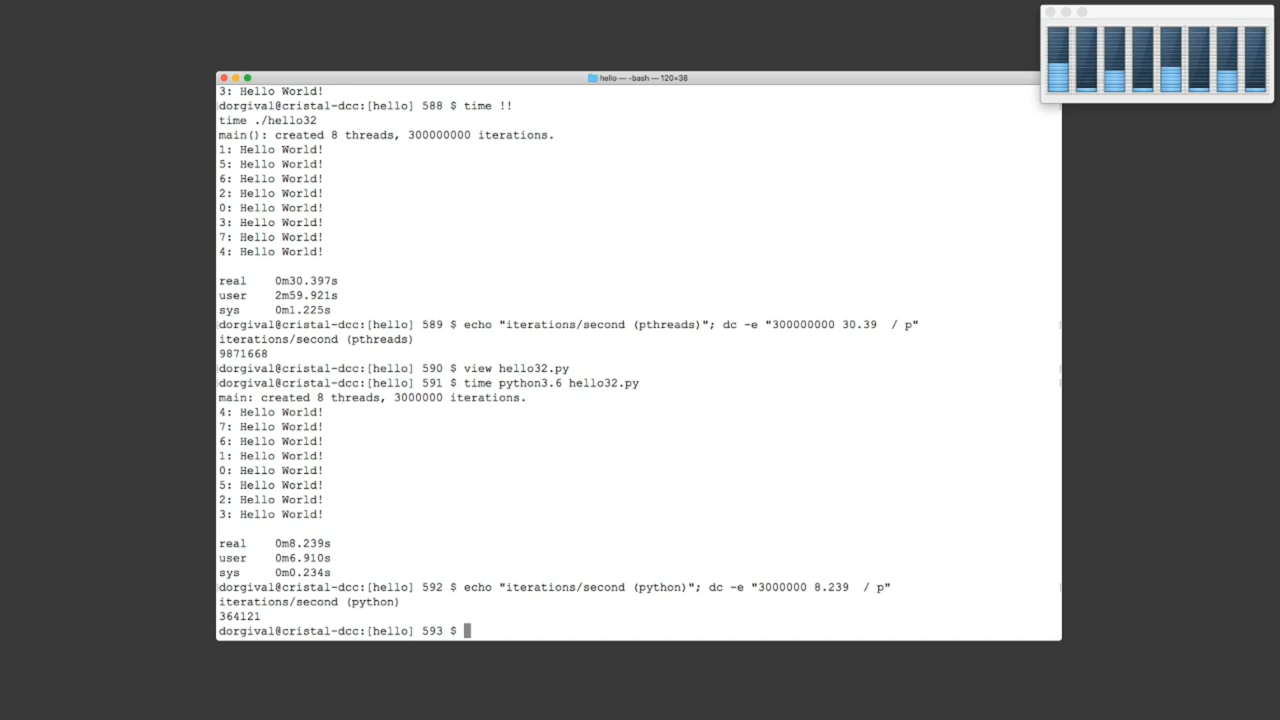 hello — -bash — 120×38
3: Hello World!
dorgival@cristal-dcc:[hello] 588 $ time !!
time ./hello32
main(): created 8 threads, 300000000 iterations.
1: Hello World!
5: Hello World!
6: Hello World!
2: Hello World!
0: Hello World!
3: Hello World!
7: Hello World!
4: Hello World!
real 0m30.397s
user 2m59.921s
sys 0m1.225s
dorgival@cristal-dcc:[hello] 589 $ echo "iterations/second (pthreads)"; dc -e "300000000 30.39  / p"
iterations/second (pthreads)
9871668
dorgival@cristal-dcc:[hello] 590 $ view hello32.py
dorgival@cristal-dcc:[hello] 591 $ time python3.6 hello32.py
main: created 8 threads, 3000000 iterations.
4: Hello World!
7: Hello World!
6: Hello World!
1: Hello World!
0: Hello World!
5: Hello World!
2: Hello World!
3: Hello World!
real 0m8.239s
user 0m6.910s
sys 0m0.234s
dorgival@cristal-dcc:[hello] 592 $ echo "iterations/second (python)"; dc -e "3000000 8.239  / p"
iterations/second (python)
364121
dorgival@cristal-dcc:[hello] 593 $